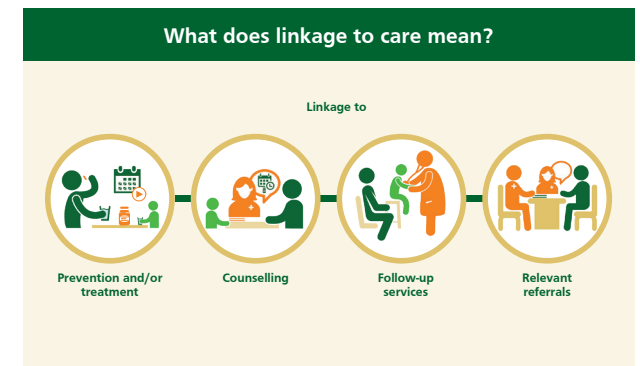 What does linkage to care mean?
Linkage to
Prevention and/or
treatment
Counselling
Follow-up
services
Relevant
referrals